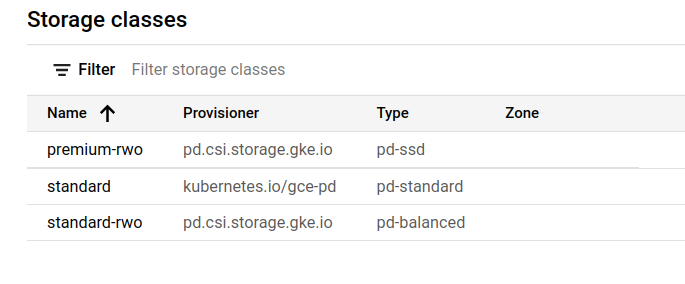 Storage classes
Filter Filter storage classes
Name Provisioner Type Zone
premium-rwo pd.csi.storage.gke.io pd-ssd
standard kubernetes.io/gce-pd pd-standard
standard-rwo pd.csi.storage.gke.io pd-balanced